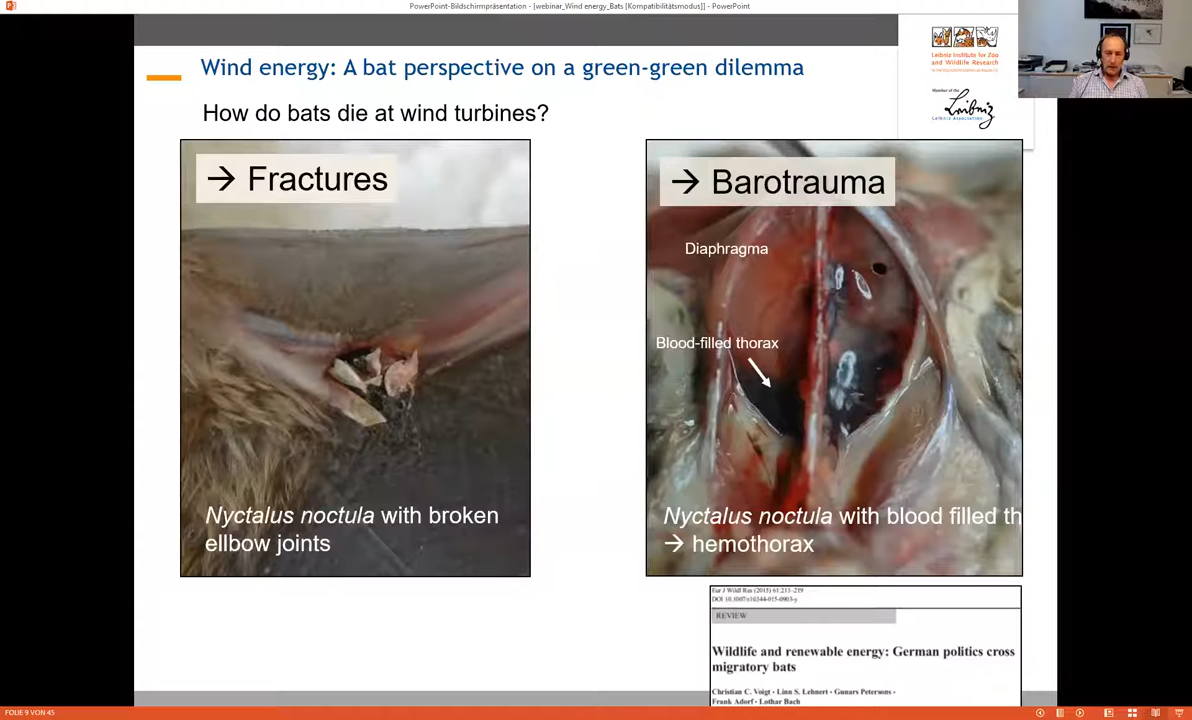 PowerPoint-Bildschirmpräsentation - [webinar_Wind energy_Bats [Kompatibilitätsmodus]] - PowerPoint
Wind energy: A bat perspective on a green-green dilemma
Leibniz Institute for Zoo
and Wildlife Research
Member of the
Leibniz
Leibniz Association
How do bats die at wind turbines?
→ Fractures
Nyctalus noctula with broken
ellbow joints
→ Barotrauma
Diaphragma
Blood-filled thorax
Nyctalus noctula with blood filled th
→ hemothorax
Eur J Wildl Res (2015) 61:213–219
DOI 10.1007/s10344-015-0903-y
REVIEW
Wildlife and renewable energy: German politics cross
migratory bats
Christian C. Voigt · Linn S. Lehnert · Gunars Petersons ·
Frank Adorf · Lothar Bach
FOLIE 9 VON 45